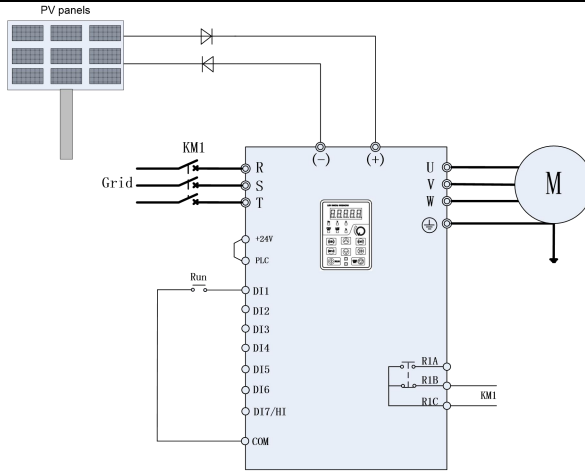 PV panels
KM1
(-)
(+)
R
U
Grid
S
V
M
T
W
+24V
PLC
Run
DI1
DI2
DI3
DI4
R1A
DI5
R1B
DI6
KM1
R1C
DI7/HI
COM